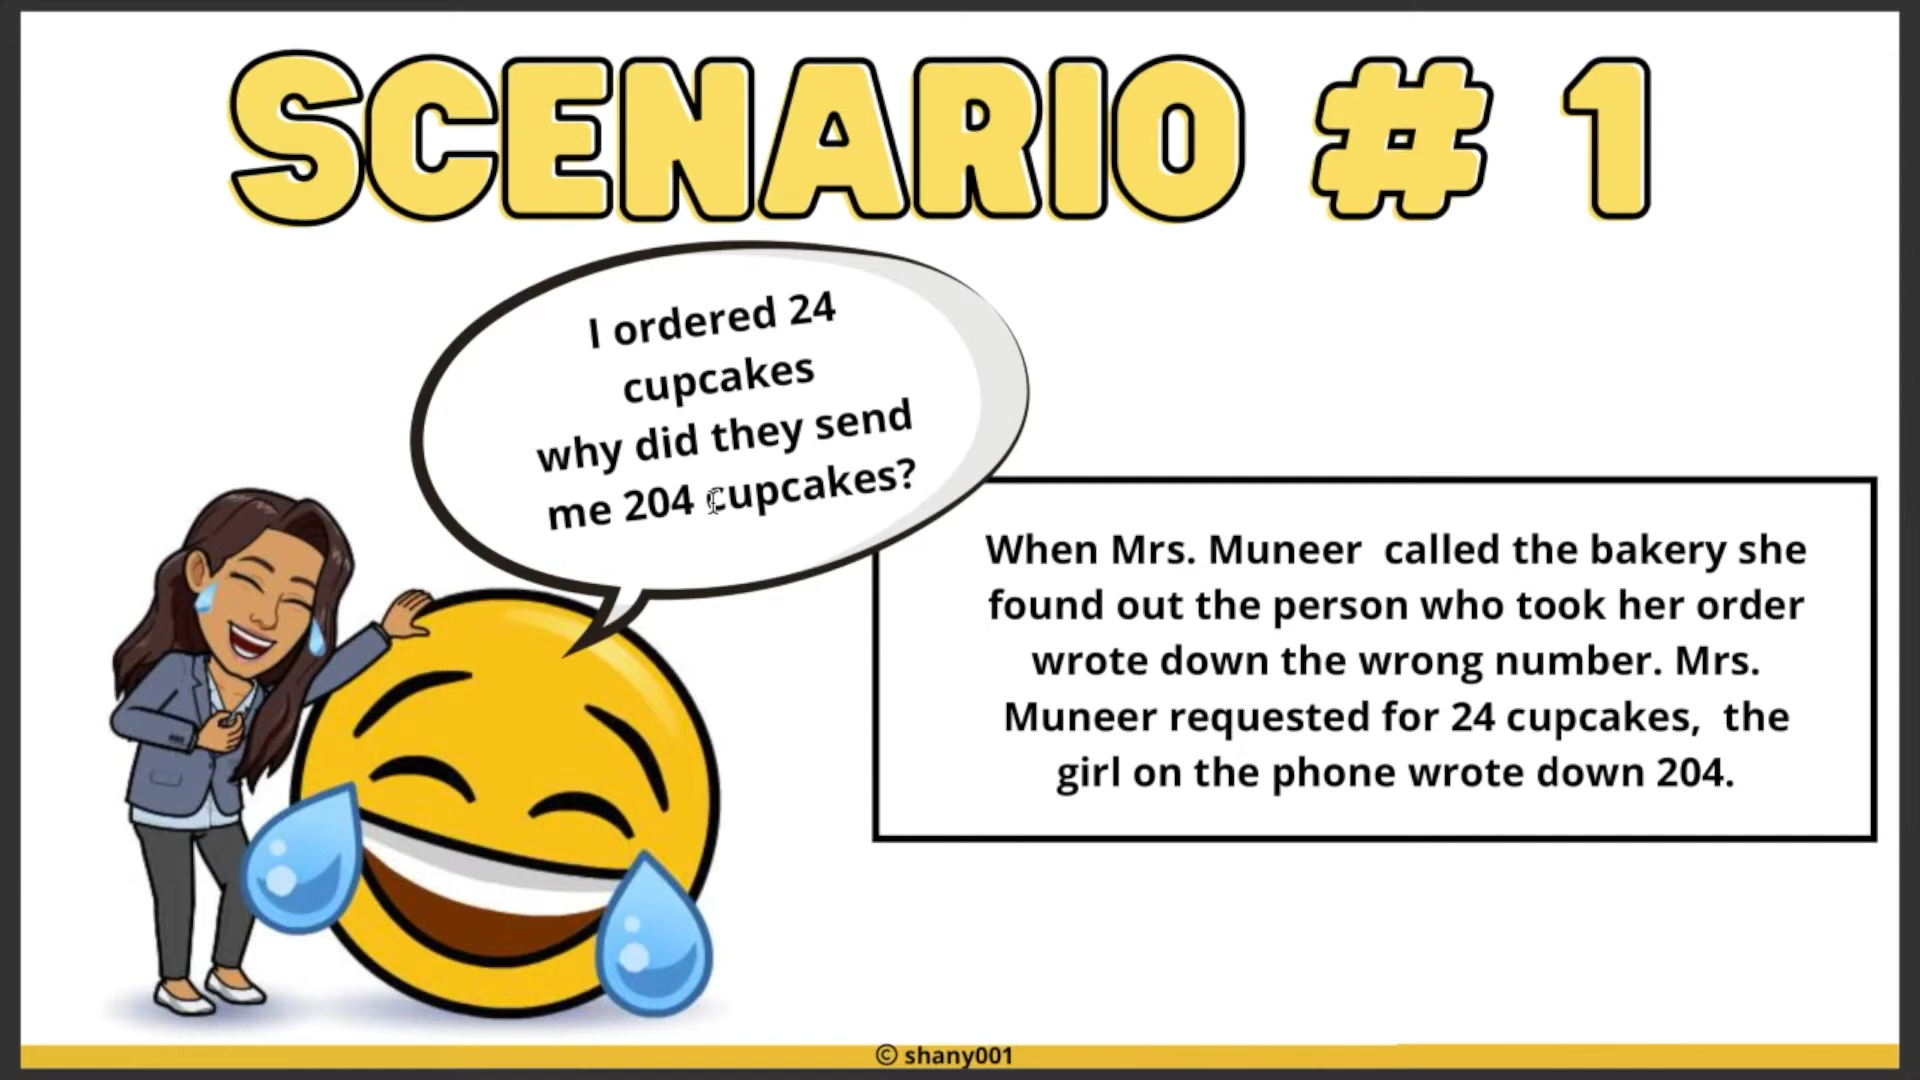 SCENARIO # 1
I ordered 24
cupcakes
why did they send
me 204 cupcakes?
When Mrs. Muneer called the bakery she
found out the person who took her order
wrote down the wrong number. Mrs.
Muneer requested for 24 cupcakes, the
girl on the phone wrote down 204.
© shany001